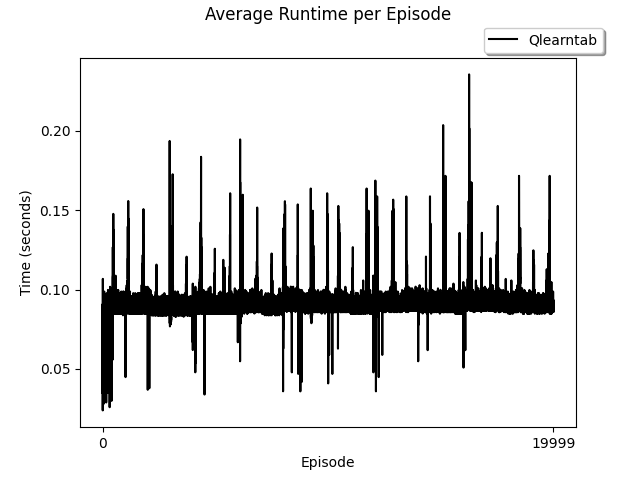 Average Runtime per Episode
Qlearntab
0.20
0.15
0.10
0.05
Time (seconds)
0 19999
Episode